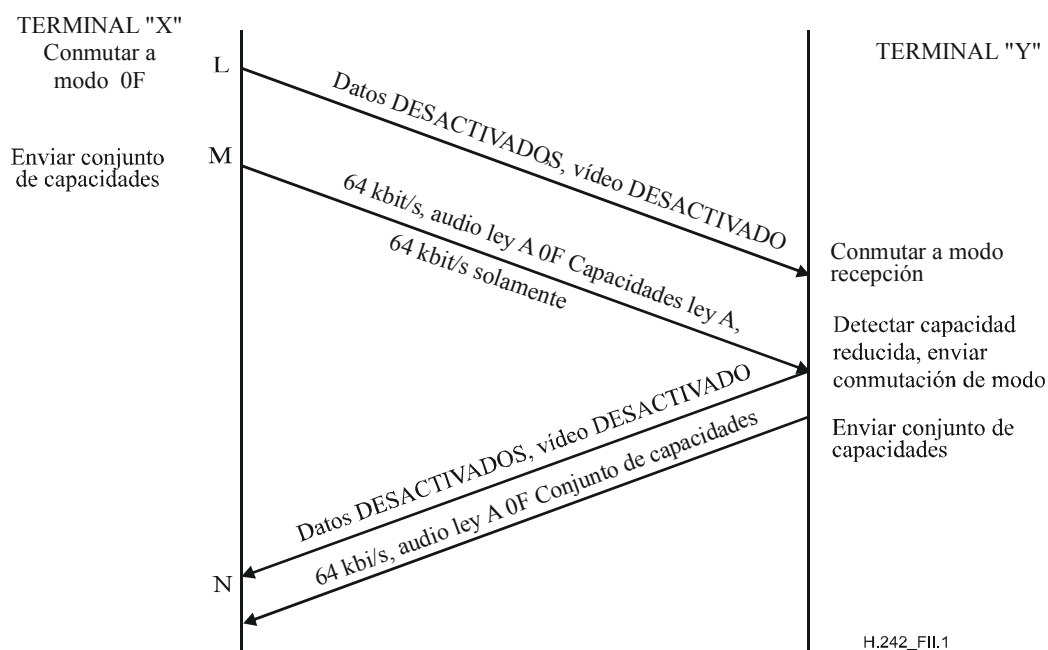 TERMINAL "X"
Conmutar a
modo 0F
TERMINAL "Y"
L
Datos DESACTIVADOS, vídeo DESACTIVADO
Enviar conjunto
de capacidades
M
64 kbit/s, audio ley A 0F Capacidades ley A,
64 kbit/s solamente
Conmutar a modo
recepción
Detectar capacidad
reducida, enviar
conmutación de modo
Datos DESACTIVADOS, vídeo DESACTIVADO
Enviar conjunto de
capacidades
64 kbi/s, audio ley A 0F Conjunto de capacidades
N
H.242_FII.1